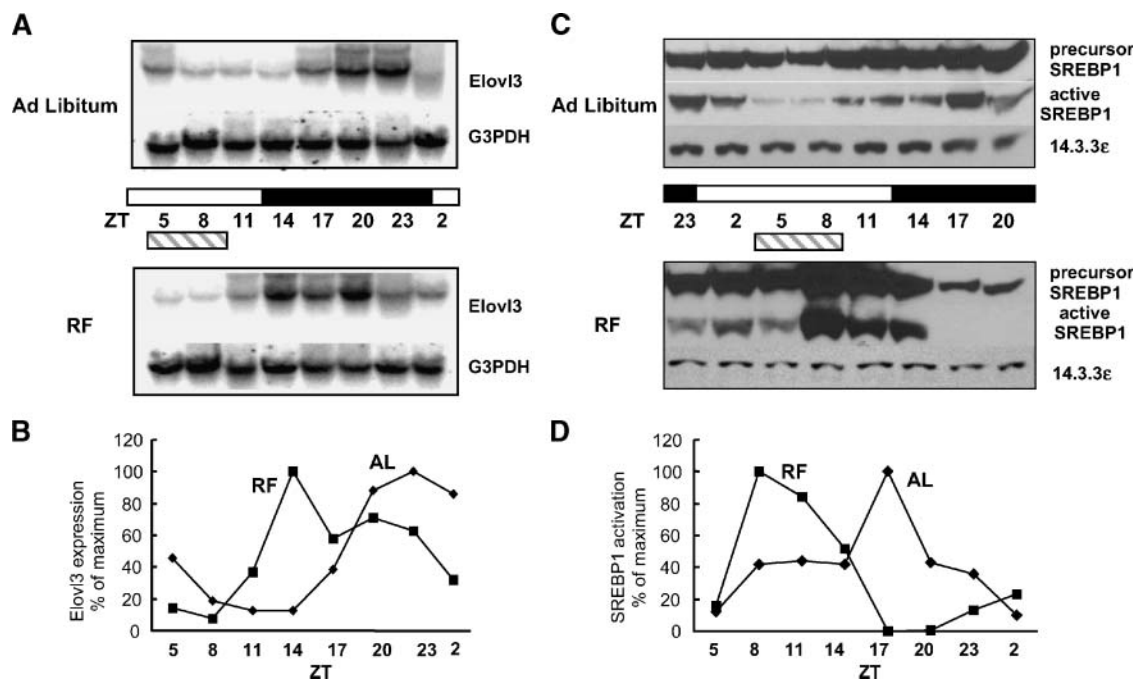 A
Ad Libitum
Elovl3
G3PDH
ZT 5 8 11 14 17 20 23 2
RF
Elovl3
G3PDH
B
120
100
80
60
40
20
0
Elovl3 expression
% of maximum
RF
AL
5 8 11 14 17 20 23 2
ZT
C
Ad Libitum
precursor
SREBP1
active
SREBP1
14.3.3ε
ZT 23 2 5 8 11 14 17 20
RF
precursor
SREBP1
active
SREBP1
14.3.3ε
D
120
100
80
60
40
20
0
SREBP1 activation
% of maximum
RF
AL
5 8 11 14 17 20 23 2
ZT